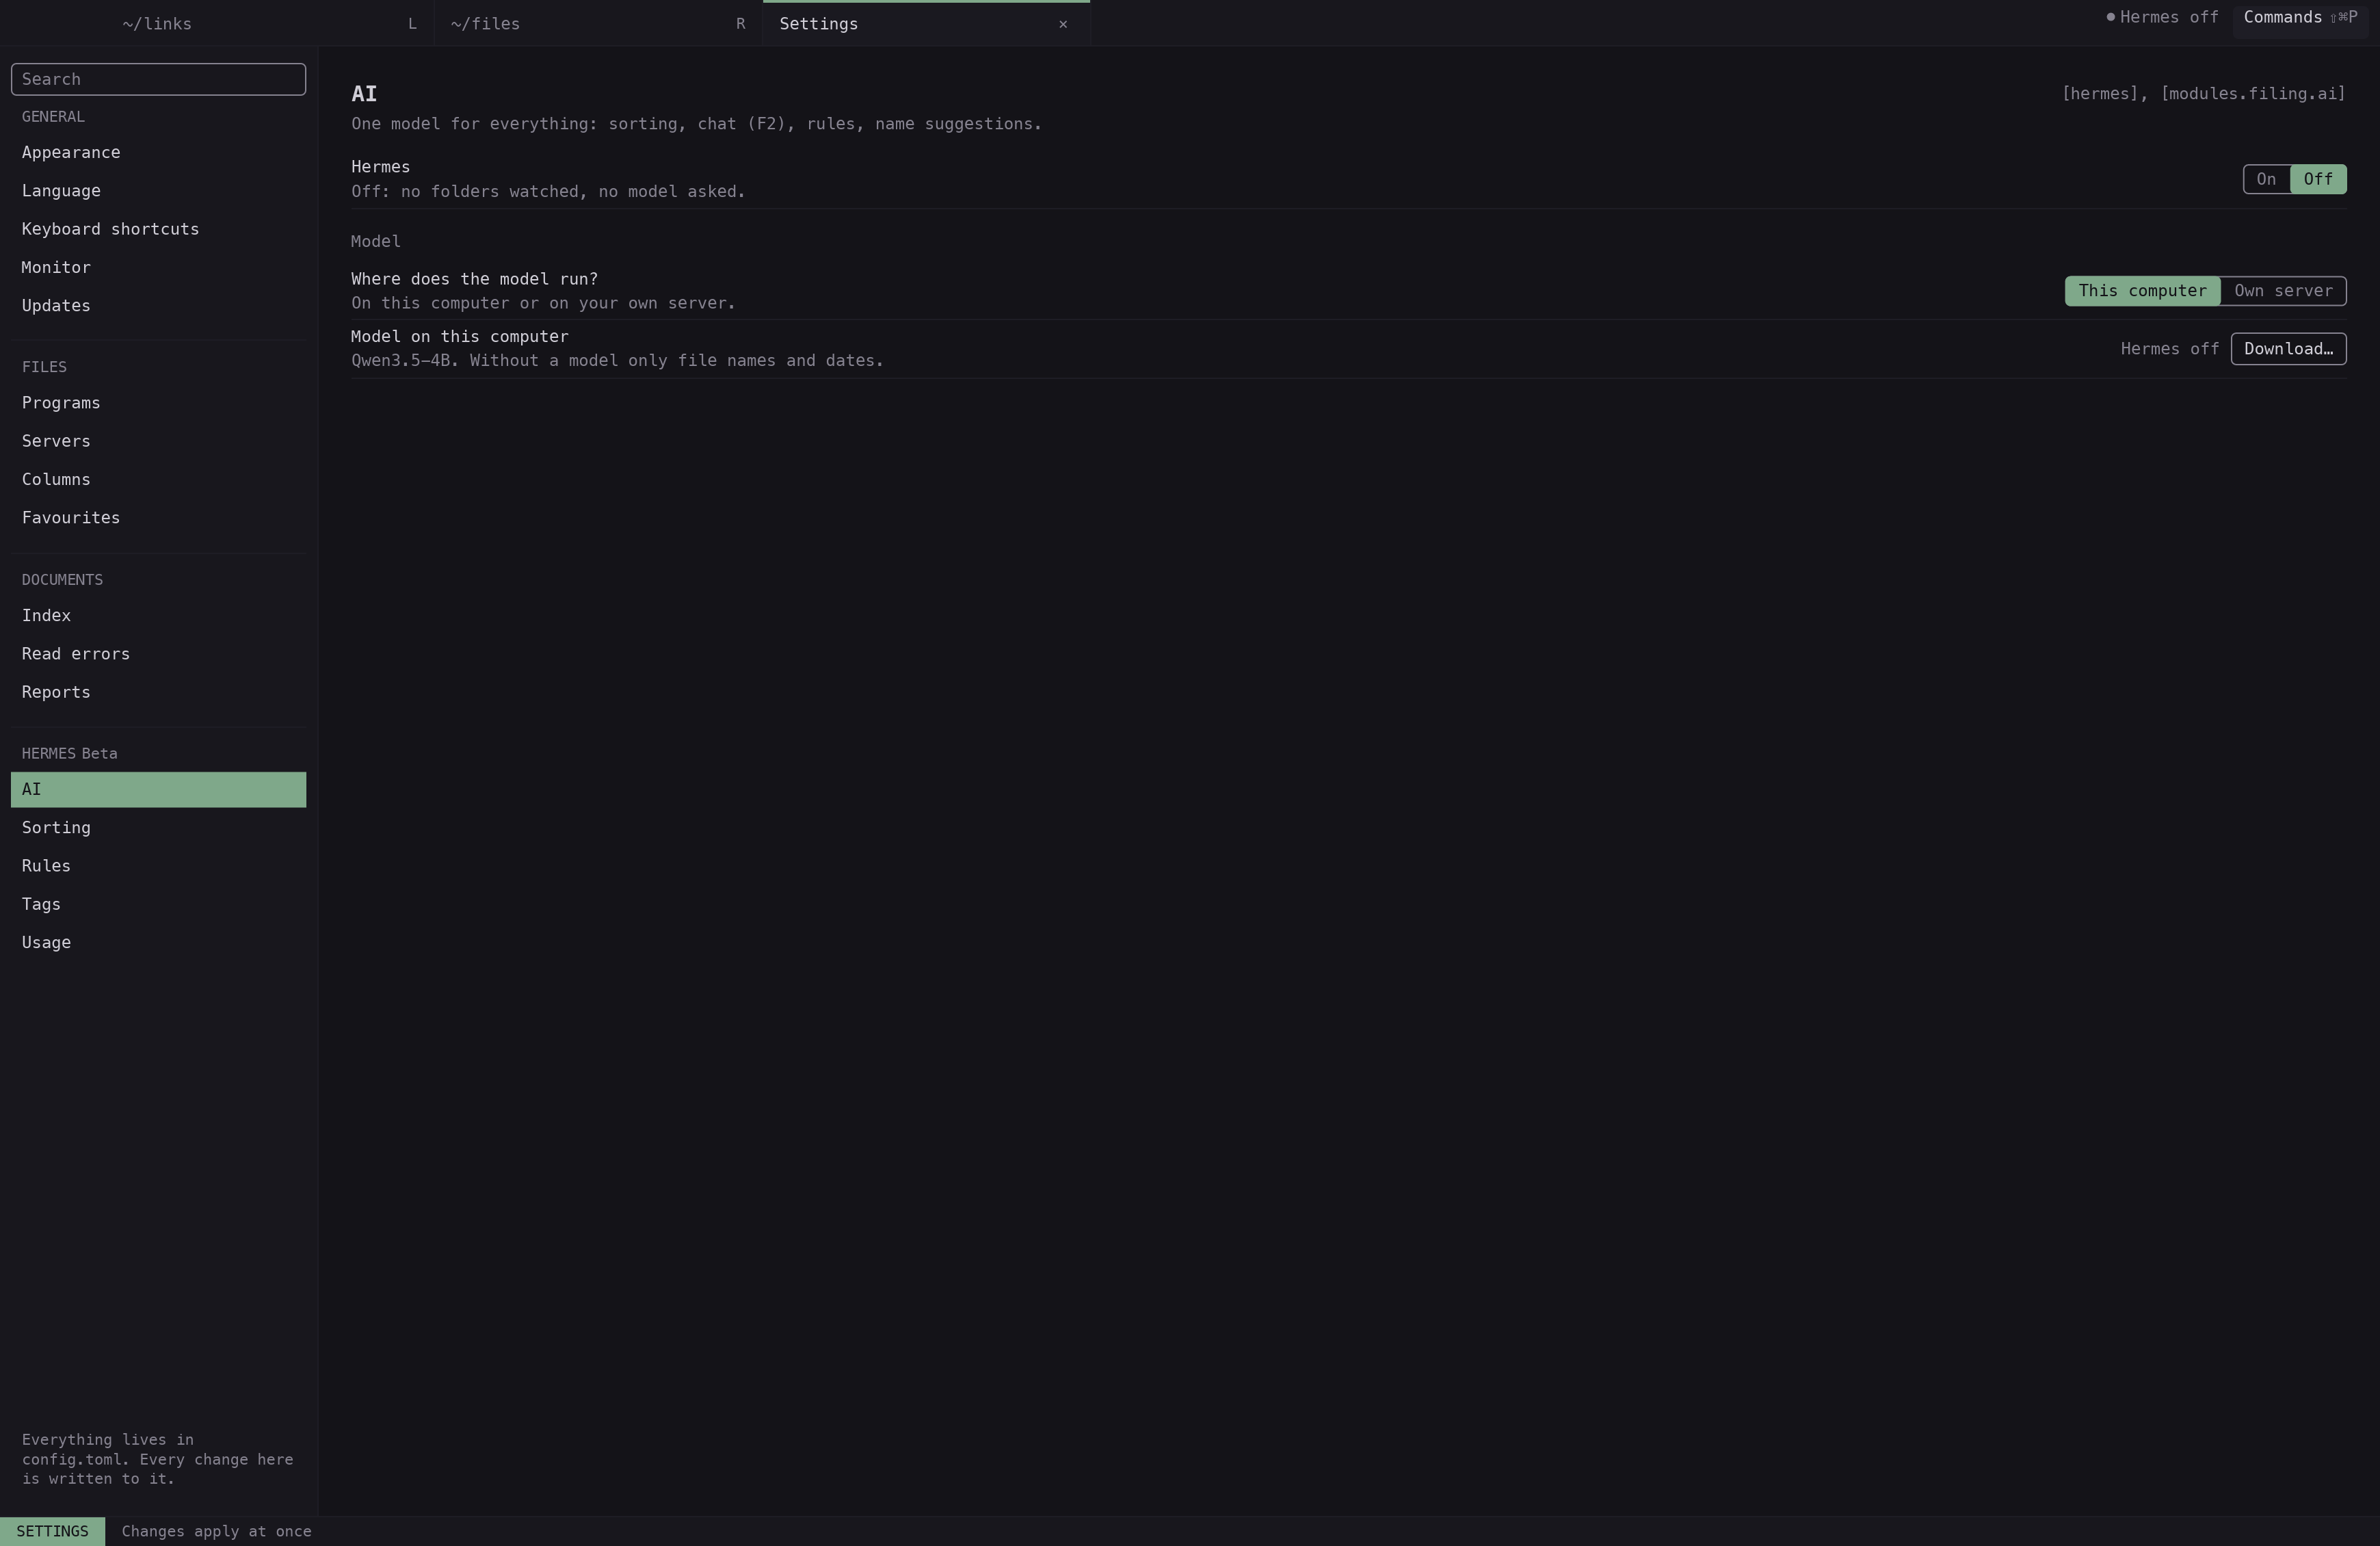 ~/links L ~/files R Settings × Hermes off Commands ⇧⌘P
Search
GENERAL
Appearance
Language
Keyboard shortcuts
Monitor
Updates
FILES
Programs
Servers
Columns
Favourites
DOCUMENTS
Index
Read errors
Reports
HERMES Beta
AI
Sorting
Rules
Tags
Usage
Everything lives in
config.toml. Every change here
is written to it.
AI [hermes], [modules.filing.ai]
One model for everything: sorting, chat (F2), rules, name suggestions.
Hermes
Off: no folders watched, no model asked.
On Off
Model
Where does the model run?
On this computer or on your own server.
This computer Own server
Model on this computer
Qwen3.5-4B. Without a model only file names and dates.
Hermes off Download…
SETTINGS Changes apply at once